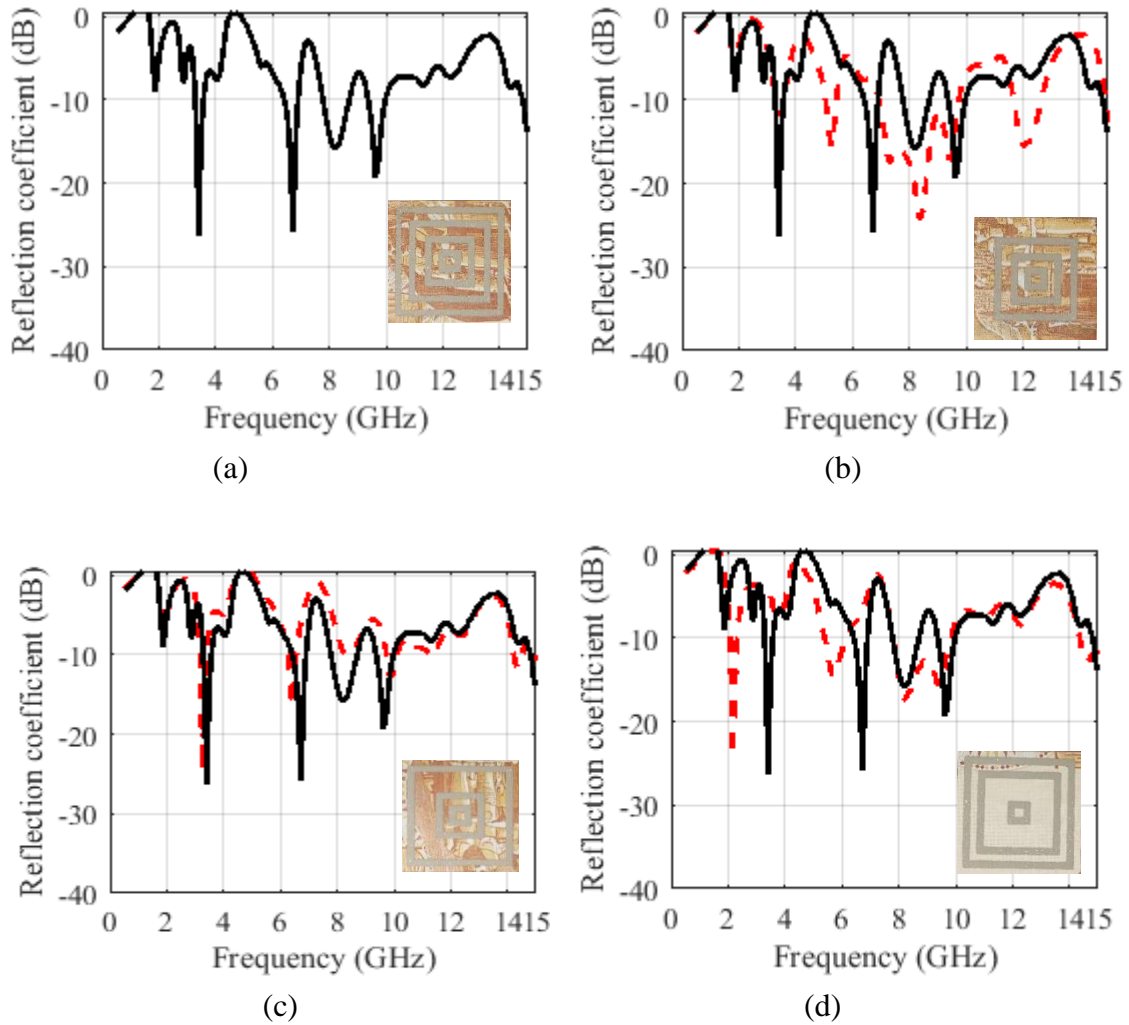 0
-10
-20
-30
-40
Reflection coefficient (dB)
0 2 4 6 8 10 12 1415
Frequency (GHz)
(a)
0
-10
-20
-30
-40
Reflection coefficient (dB)
0 2 4 6 8 10 12 1415
Frequency (GHz)
(b)
0
-10
-20
-30
-40
Reflection coefficient (dB)
0 2 4 6 8 10 12 1415
Frequency (GHz)
(c)
0
-10
-20
-30
-40
Reflection coefficient (dB)
0 2 4 6 8 10 12 1415
Frequency (GHz)
(d)